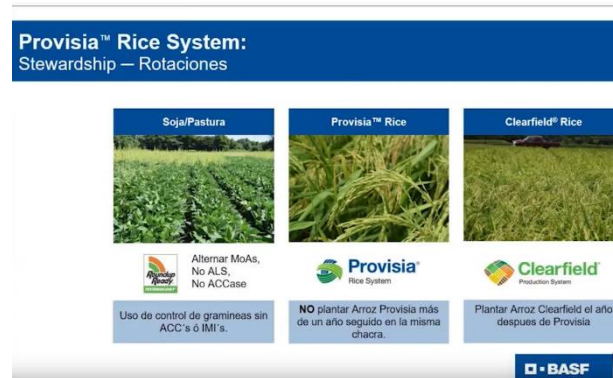 Provisia™ Rice System:
Stewardship — Rotaciones
Soja/Pastura
Provisia™ Rice
Clearfield® Rice
Roundup
Ready
Alternar MoAs,
No ALS,
No ACCase
Provisia®
Rice System
Clearfield®
Production System
Uso de control de gramineas sin
ACC´s ó IMI´s.
NO plantar Arroz Provisia más
de un año seguido en la misma
chacra.
Plantar Arroz Clearfield el año
despues de Provisia
BASF